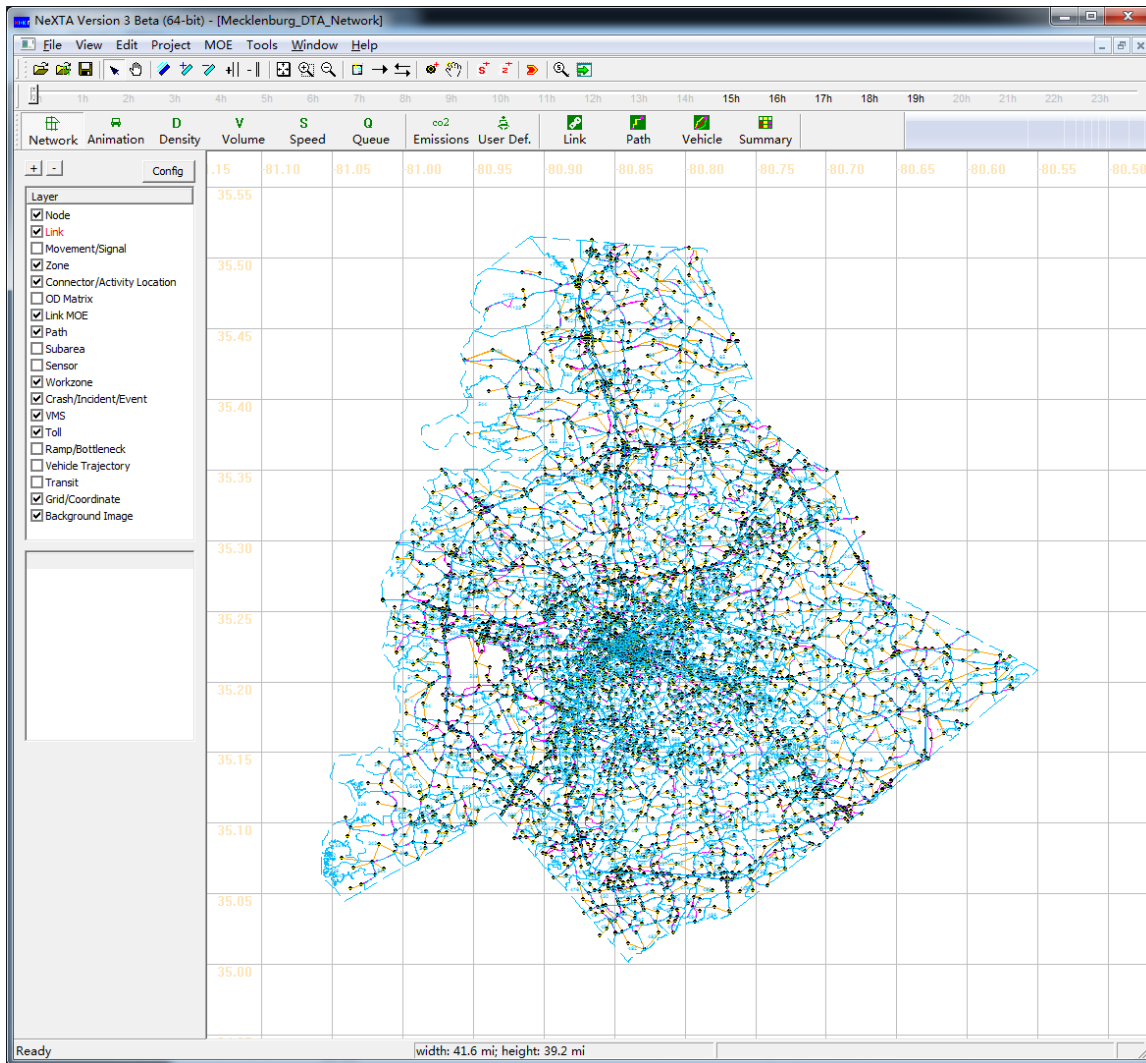 NeXTA Version 3 Beta (64-bit) - [Mecklenburg_DTA_Network]
File View Edit Project MOE Tools Window Help
1h 2h 3h 4h 5h 6h 7h 8h 9h 10h 11h 12h 13h 14h 15h 16h 17h 18h 19h 20h 21h 22h 23h
D V S Q co2
Network Animation Density Volume Speed Queue Emissions User Def. Link Path Vehicle Summary
+ - Config
.15 -81.10 -81.05 -81.00 -80.95 -80.90 -80.85 -80.80 -80.75 -80.70 -80.65 -80.60 -80.55 -80.50
Layer
Node
Link
Movement/Signal
Zone
Connector/Activity Location
OD Matrix
Link MOE
Path
Subarea
Sensor
Workzone
Crash/Incident/Event
VMS
Toll
Ramp/Bottleneck
Vehicle Trajectory
Transit
Grid/Coordinate
Background Image
35.55
35.50
35.45
35.40
35.35
35.30
35.25
35.20
35.15
35.10
35.05
35.00
Ready width: 41.6 mi; height: 39.2 mi